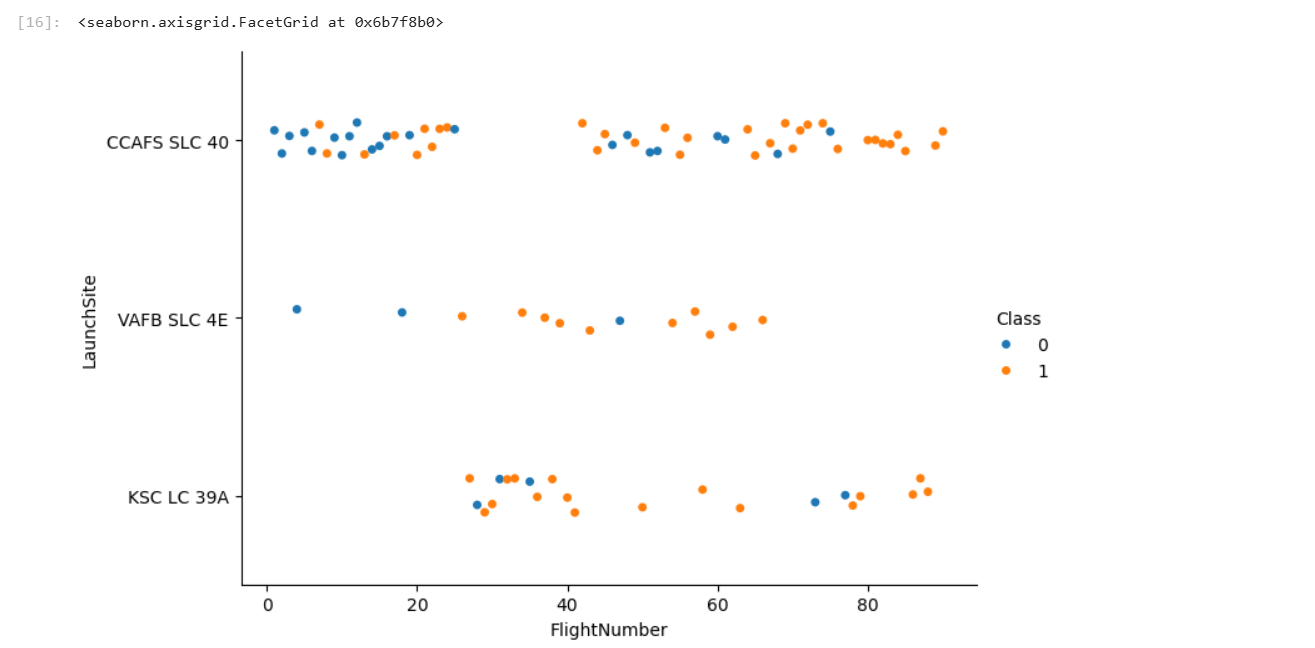 [16]: <seaborn.axisgrid.FacetGrid at 0x6b7f8b0>
CCAFS SLC 40
VAFB SLC 4E
KSC LC 39A
LaunchSite
0 20 40 60 80
FlightNumber
Class
0
1